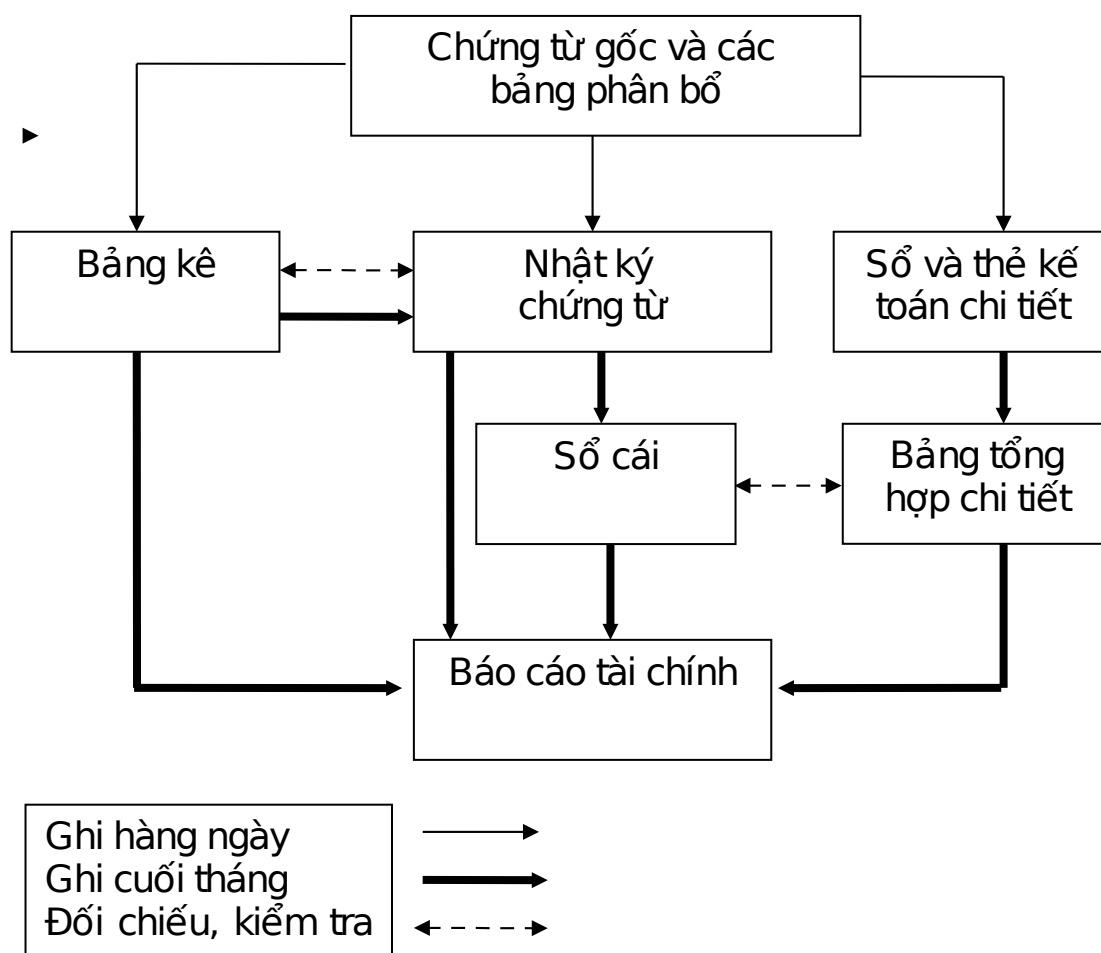 Chứng từ gốc và các
bảng phân bổ
Bảng kê
Nhật ký
chứng từ
Sổ và thẻ kế
toán chi tiết
Sổ cái
Bảng tổng
hợp chi tiết
Báo cáo tài chính
Ghi hàng ngày
Ghi cuối tháng
Đối chiếu, kiểm tra